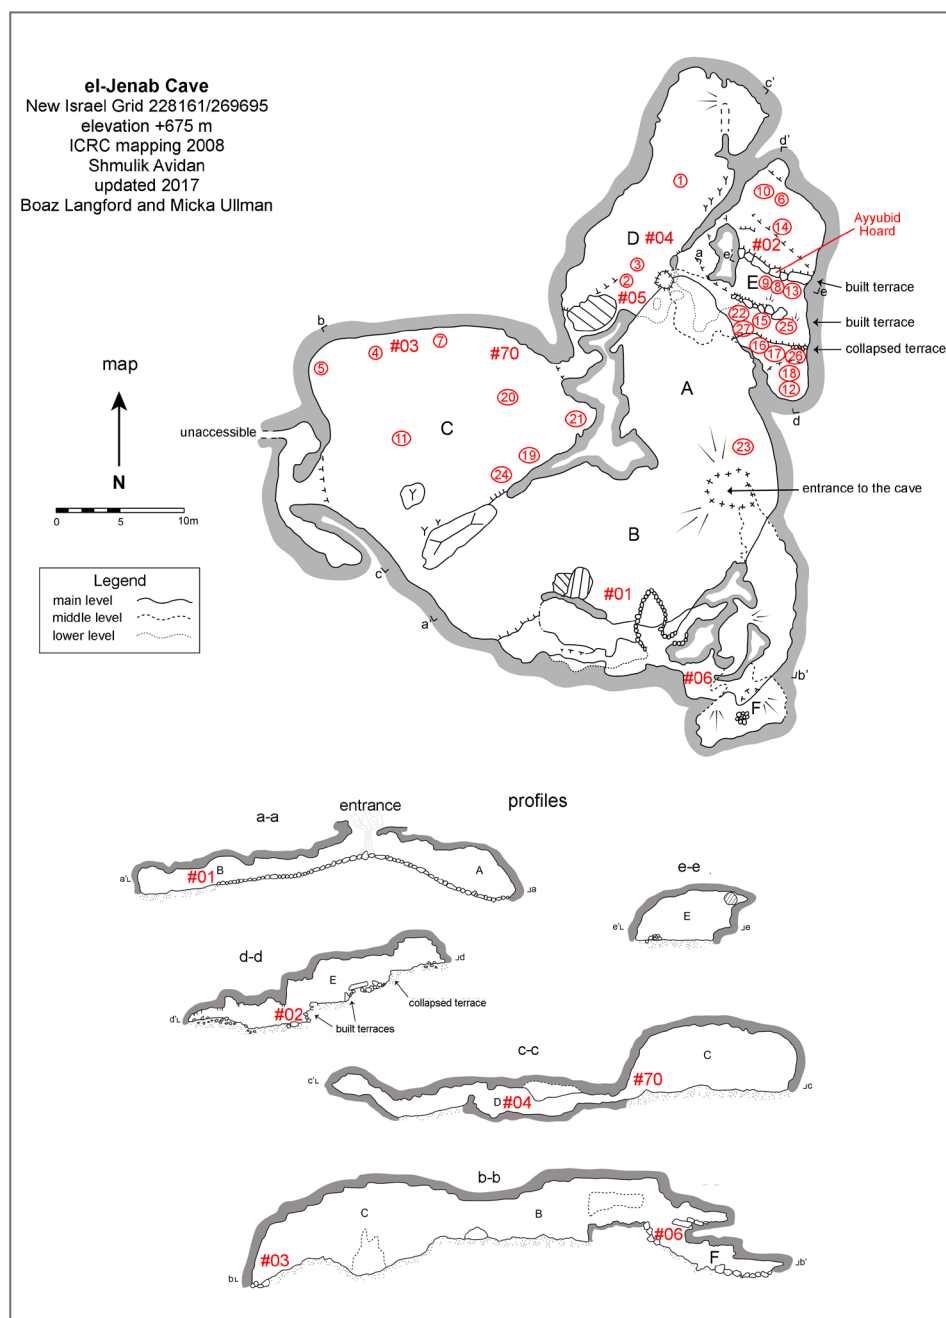 el-Jenab Cave
New Israel Grid 228161/269695
elevation +675 m
ICRC mapping 2008
Shmulik Avidan
updated 2017
Boaz Langford and Micka Ullman
map
N
0 5 10m
Legend
main level
middle level
lower level
c'
d'
1
10
6
Ayyubid
Hoard
14
D #04
#02
a
e'
3
E
2
9
8
13
e
built terrace
#05
22
15
25
built terrace
27
b
7
#03
4
#70
16
17
26
collapsed terrace
5
18
12
A
20
d
21
unaccessible
11
C
23
19
24
Y
entrance to the cave
Y Y
B
c
#01
a'
#06
b'
F
profiles
entrance
a-a
#01
B
A
a'
a
e-e
E
e'
e
d-d
d
E
collapsed terrace
#02
d'
built terraces
c-c
C
c'
#70
D
#04
c
b-b
C
B
#06
#03
F
b
b'